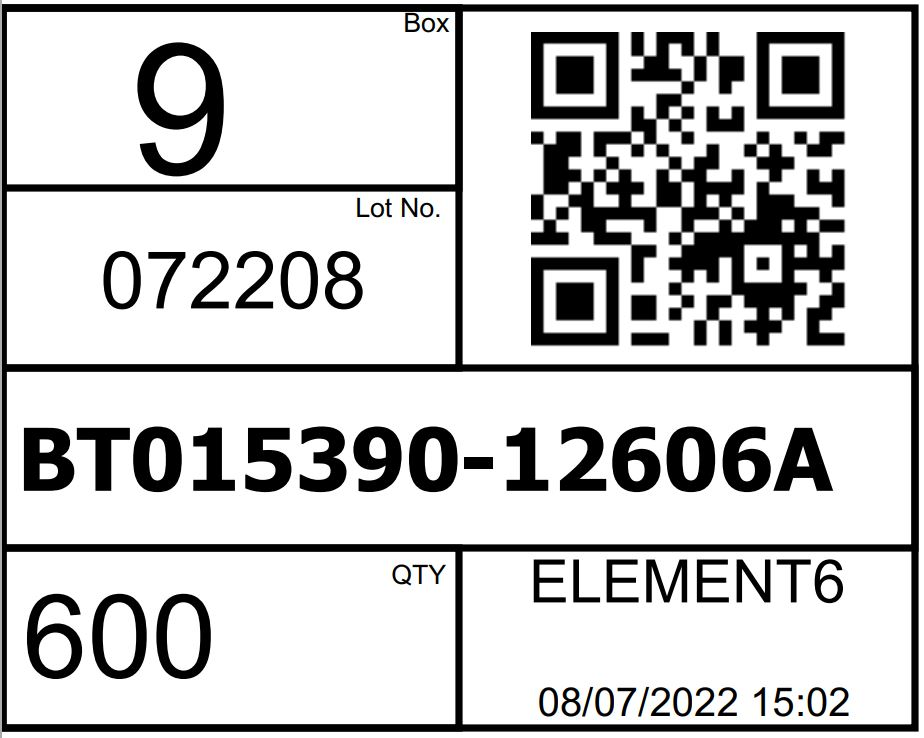 Box
9
Lot No.
072208
BT015390-12606A
QTY
600
ELEMENT6
08/07/2022 15:02